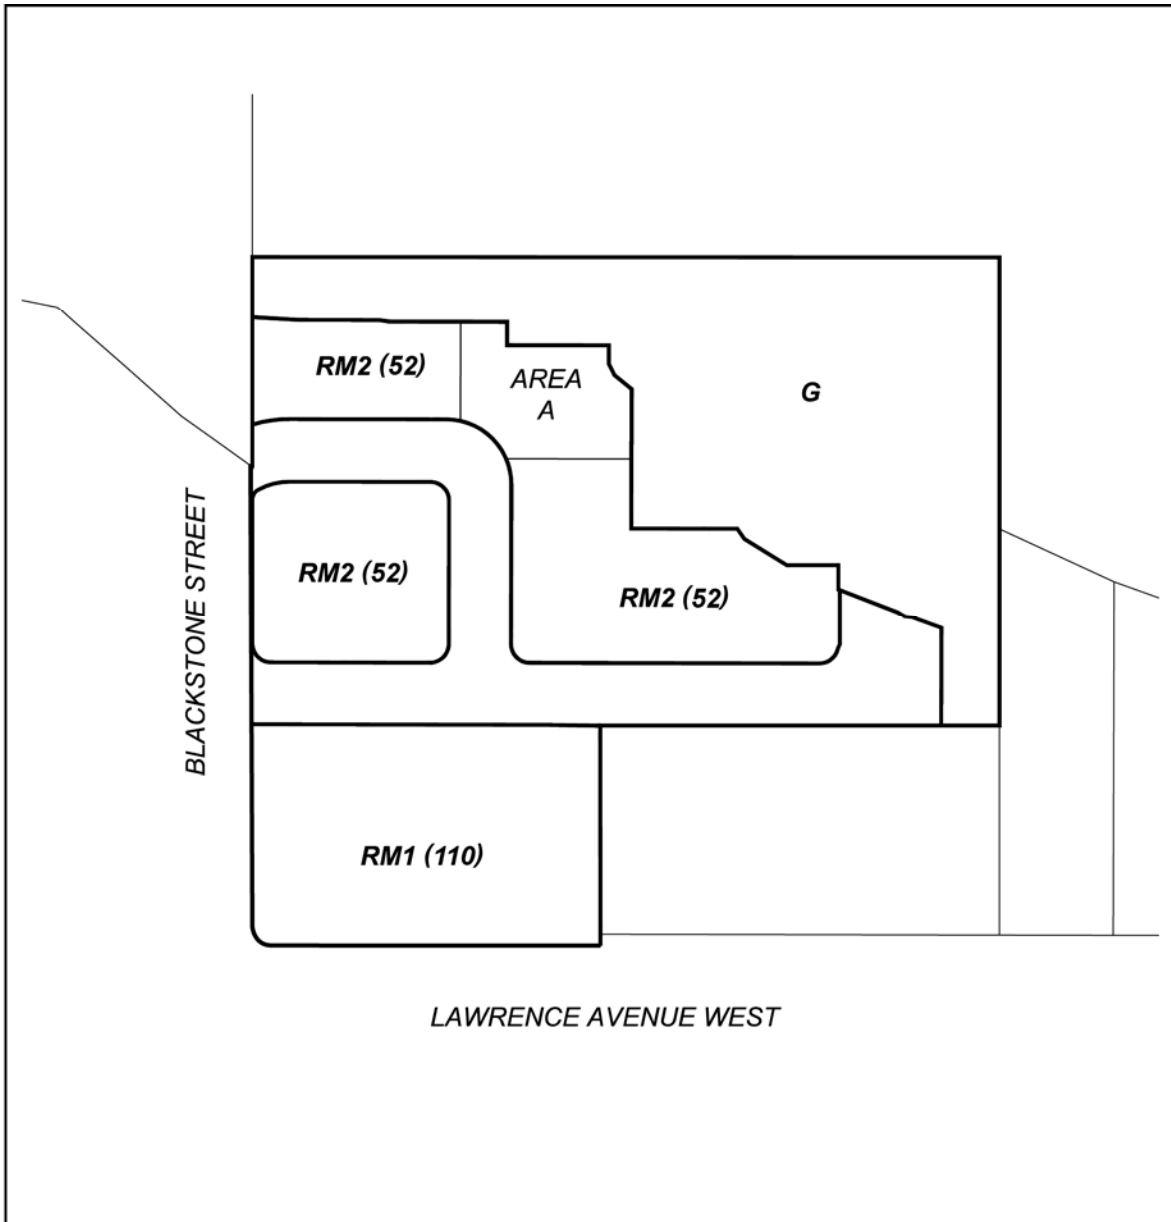 RM2 (52)
AREA
A
G
BLACKSTONE STREET
RM2 (52)
RM2 (52)
RM1 (110)
LAWRENCE AVENUE WEST